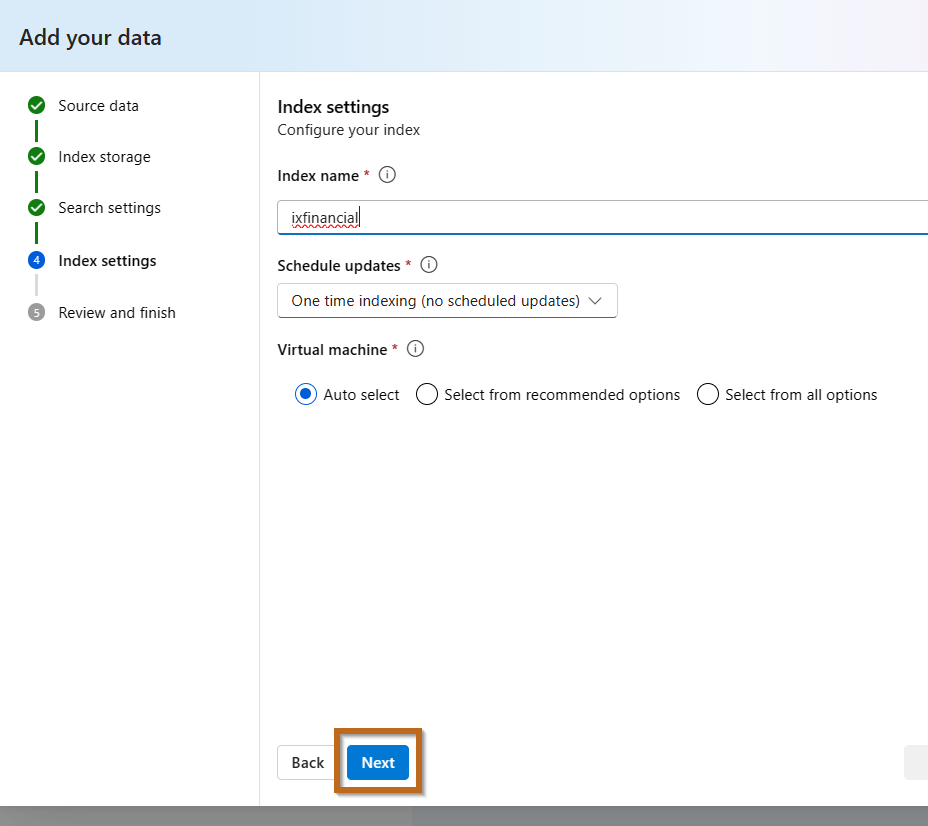 Add your data
Source data
Index storage
Search settings
4 Index settings
5 Review and finish
Index settings
Configure your index
Index name *
ixfinancial
Schedule updates *
One time indexing (no scheduled updates)
Virtual machine *
Auto select Select from recommended options Select from all options
Back Next